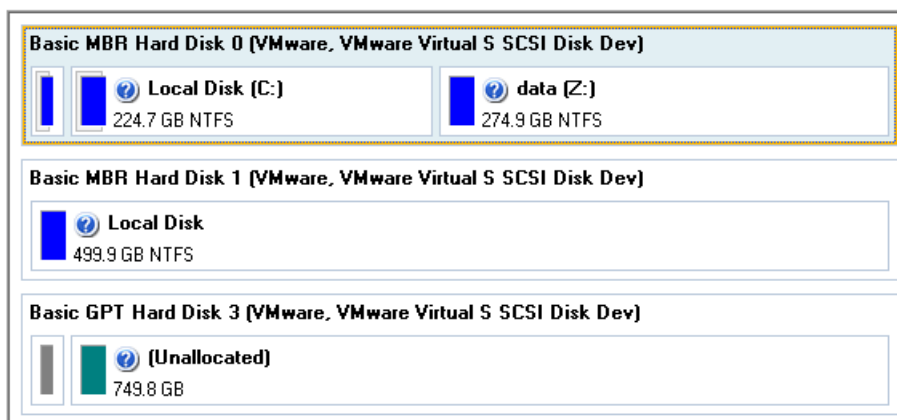 Basic MBR Hard Disk 0 (VMware, VMware Virtual S SCSI Disk Dev)
Local Disk (C:)
224.7 GB NTFS
data (Z:)
274.9 GB NTFS
Basic MBR Hard Disk 1 (VMware, VMware Virtual S SCSI Disk Dev)
Local Disk
499.9 GB NTFS
Basic GPT Hard Disk 3 (VMware, VMware Virtual S SCSI Disk Dev)
(Unallocated)
749.8 GB